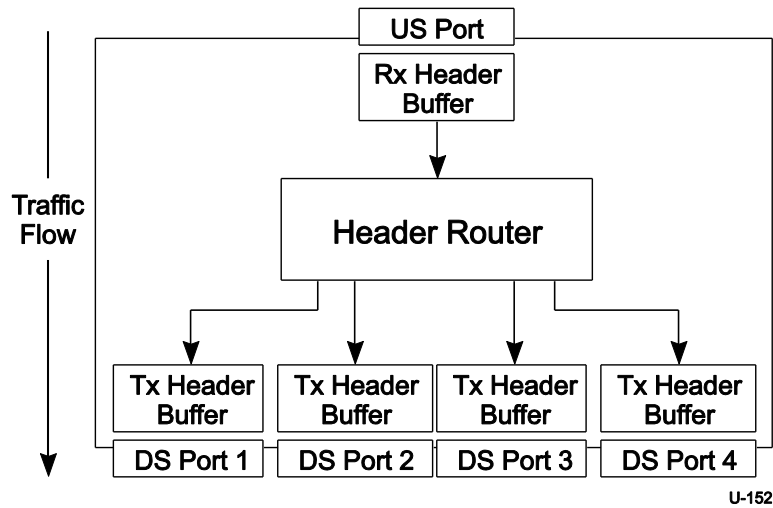 US Port
Rx Header
Buffer
Traffic
Flow
Header Router
Tx Header
Buffer
Tx Header
Buffer
Tx Header
Buffer
Tx Header
Buffer
DS Port 1
DS Port 2
DS Port 3
DS Port 4
U-152